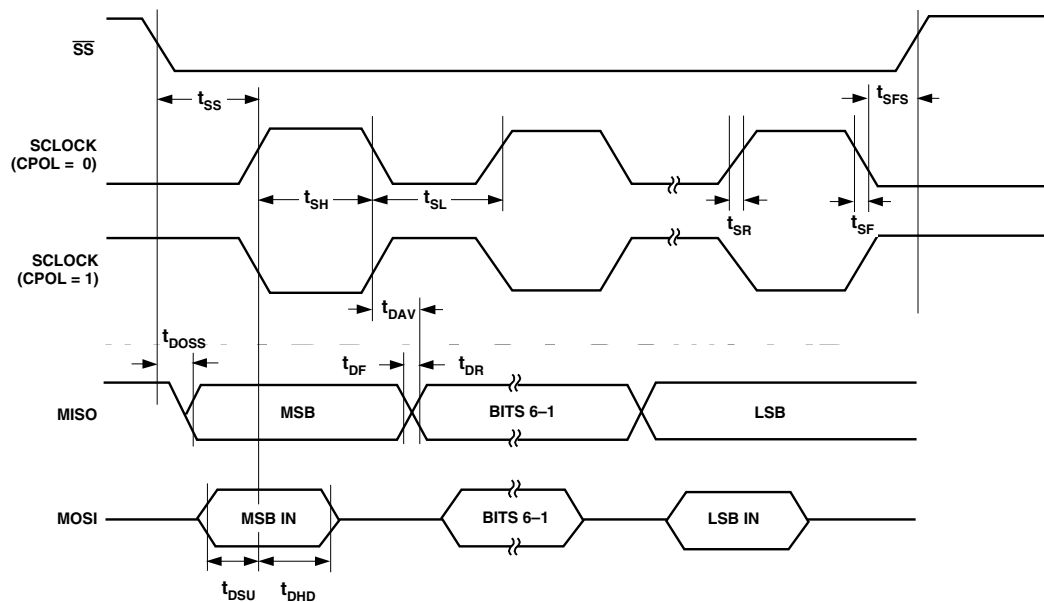 SS
tSS
tSFS
SCLOCK
(CPOL = 0)
tSH
tSL
tSR
tSF
SCLOCK
(CPOL = 1)
tDAV
tDOSS
tDF
tDR
MISO
MSB
BITS 6–1
LSB
MOSI
MSB IN
BITS 6–1
LSB IN
tDSU
tDHD